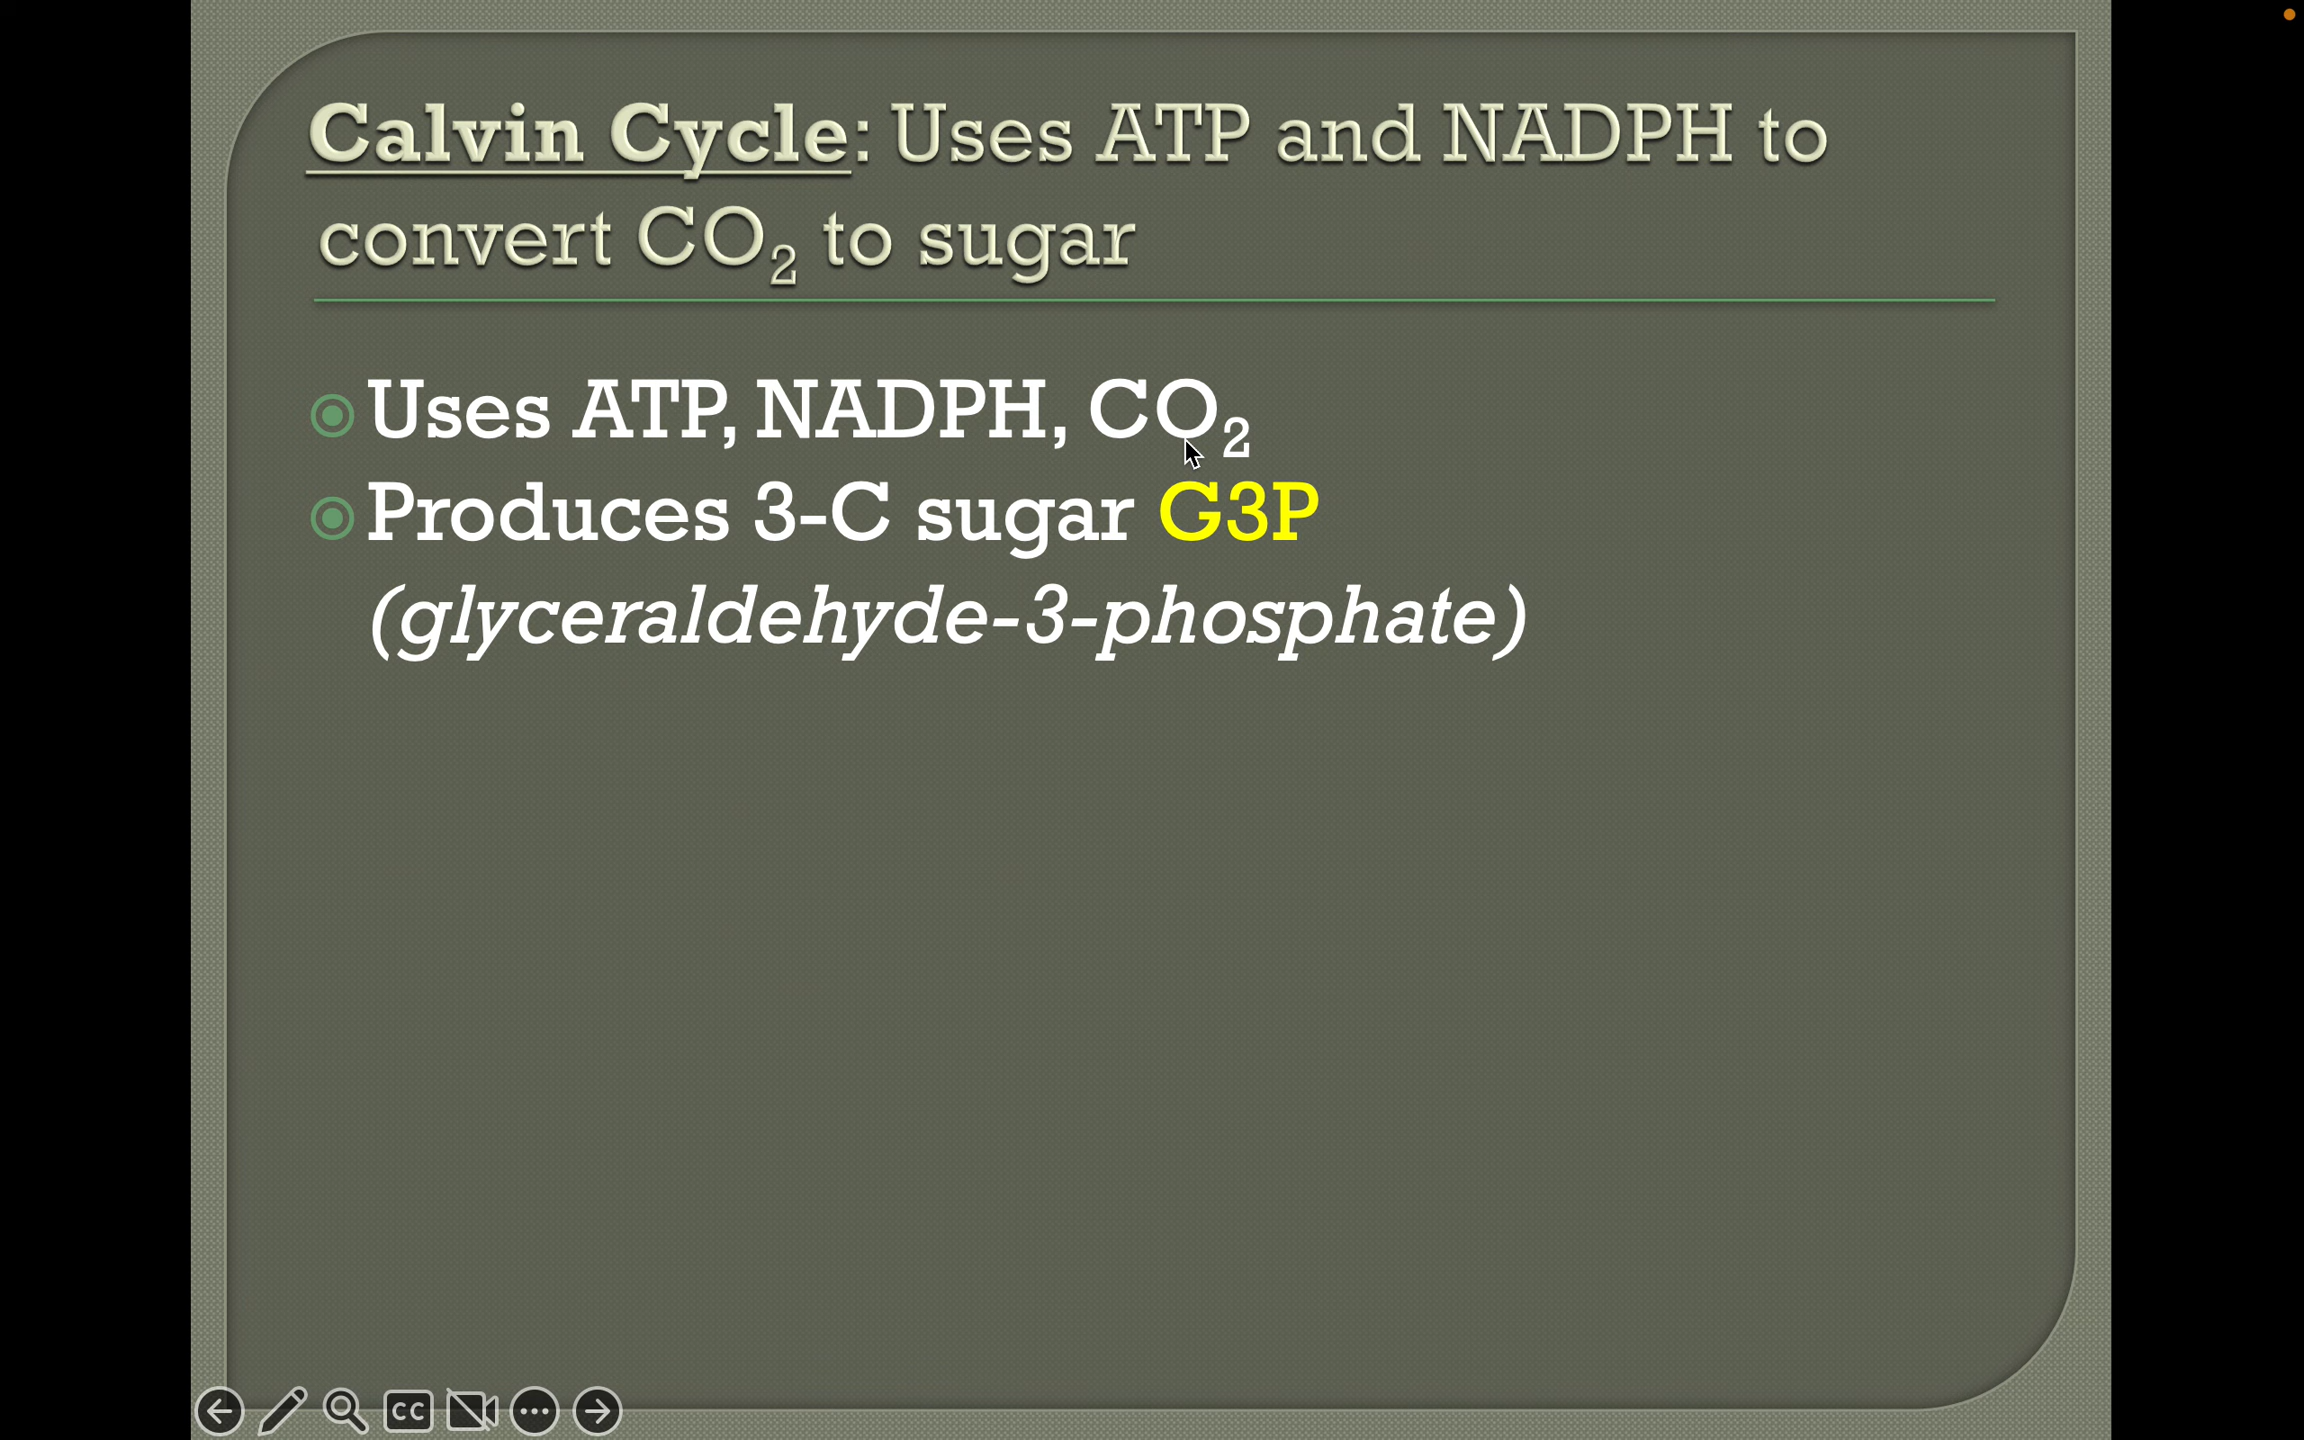 Calvin Cycle: Uses ATP and NADPH to
convert CO₂ to sugar
Uses ATP, NADPH, CO₂
Produces 3-C sugar G3P
(glyceraldehyde-3-phosphate)
CC